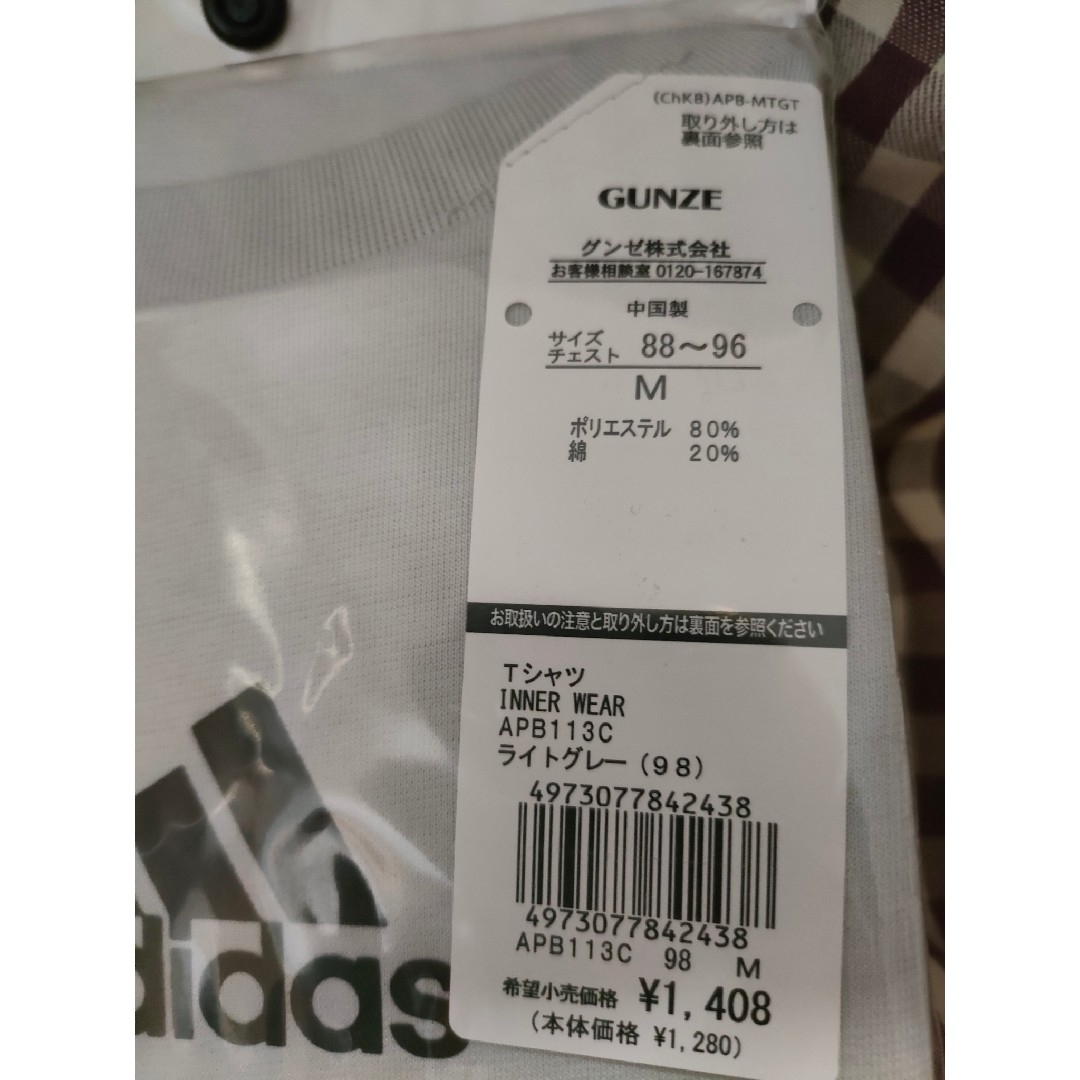 (ChKB)APB-MTGT
取り外し方は
裏面参照
GUNZE
グンゼ株式会社
お客様相談室 0120-167874
中国製
サイズ
チェスト 88〜96
M
ポリエステル 80%
綿 20%
お取扱いの注意と取り外し方は裏面を参照ください
Tシャツ
INNER WEAR
APB113C
ライトグレー(98)
4973077842438
4973077842438
APB113C 98 M
希望小売価格 ¥1,408
(本体価格 ¥1,280)
adidas